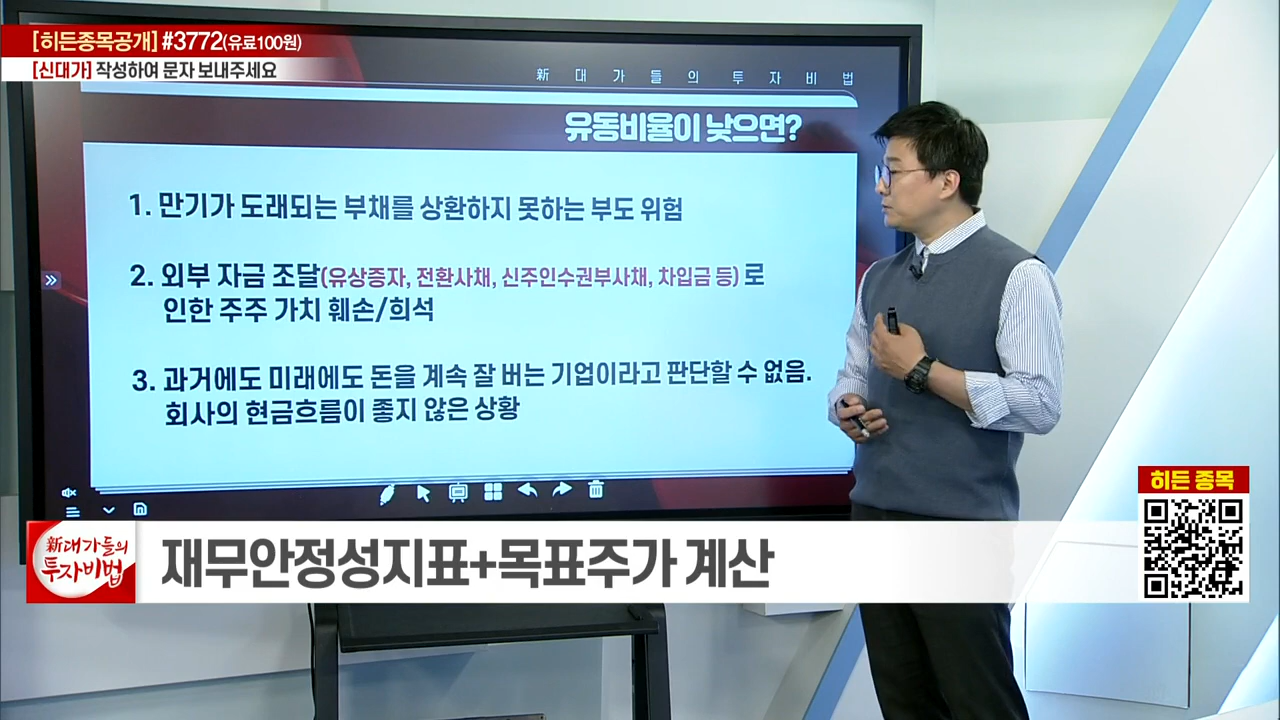 [히든종목공개] #3772(유료100원)
[신대가] 작성하여 문자 보내주세요
新 대 가 들 의 투 자 비 법
유동비율이 낮으면?
1. 만기가 도래되는 부채를 상환하지 못하는 부도 위험
2. 외부 자금 조달(유상증자, 전환사채, 신주인수권부사채, 차입금 등) 로
인한 주주 가치 훼손/희석
3. 과거에도 미래에도 돈을 계속 잘 버는 기업이라고 판단할 수 없음.
회사의 현금흐름이 좋지 않은 상황
히든 종목
新대가들의
투자비법
재무안정성지표+목표주가 계산